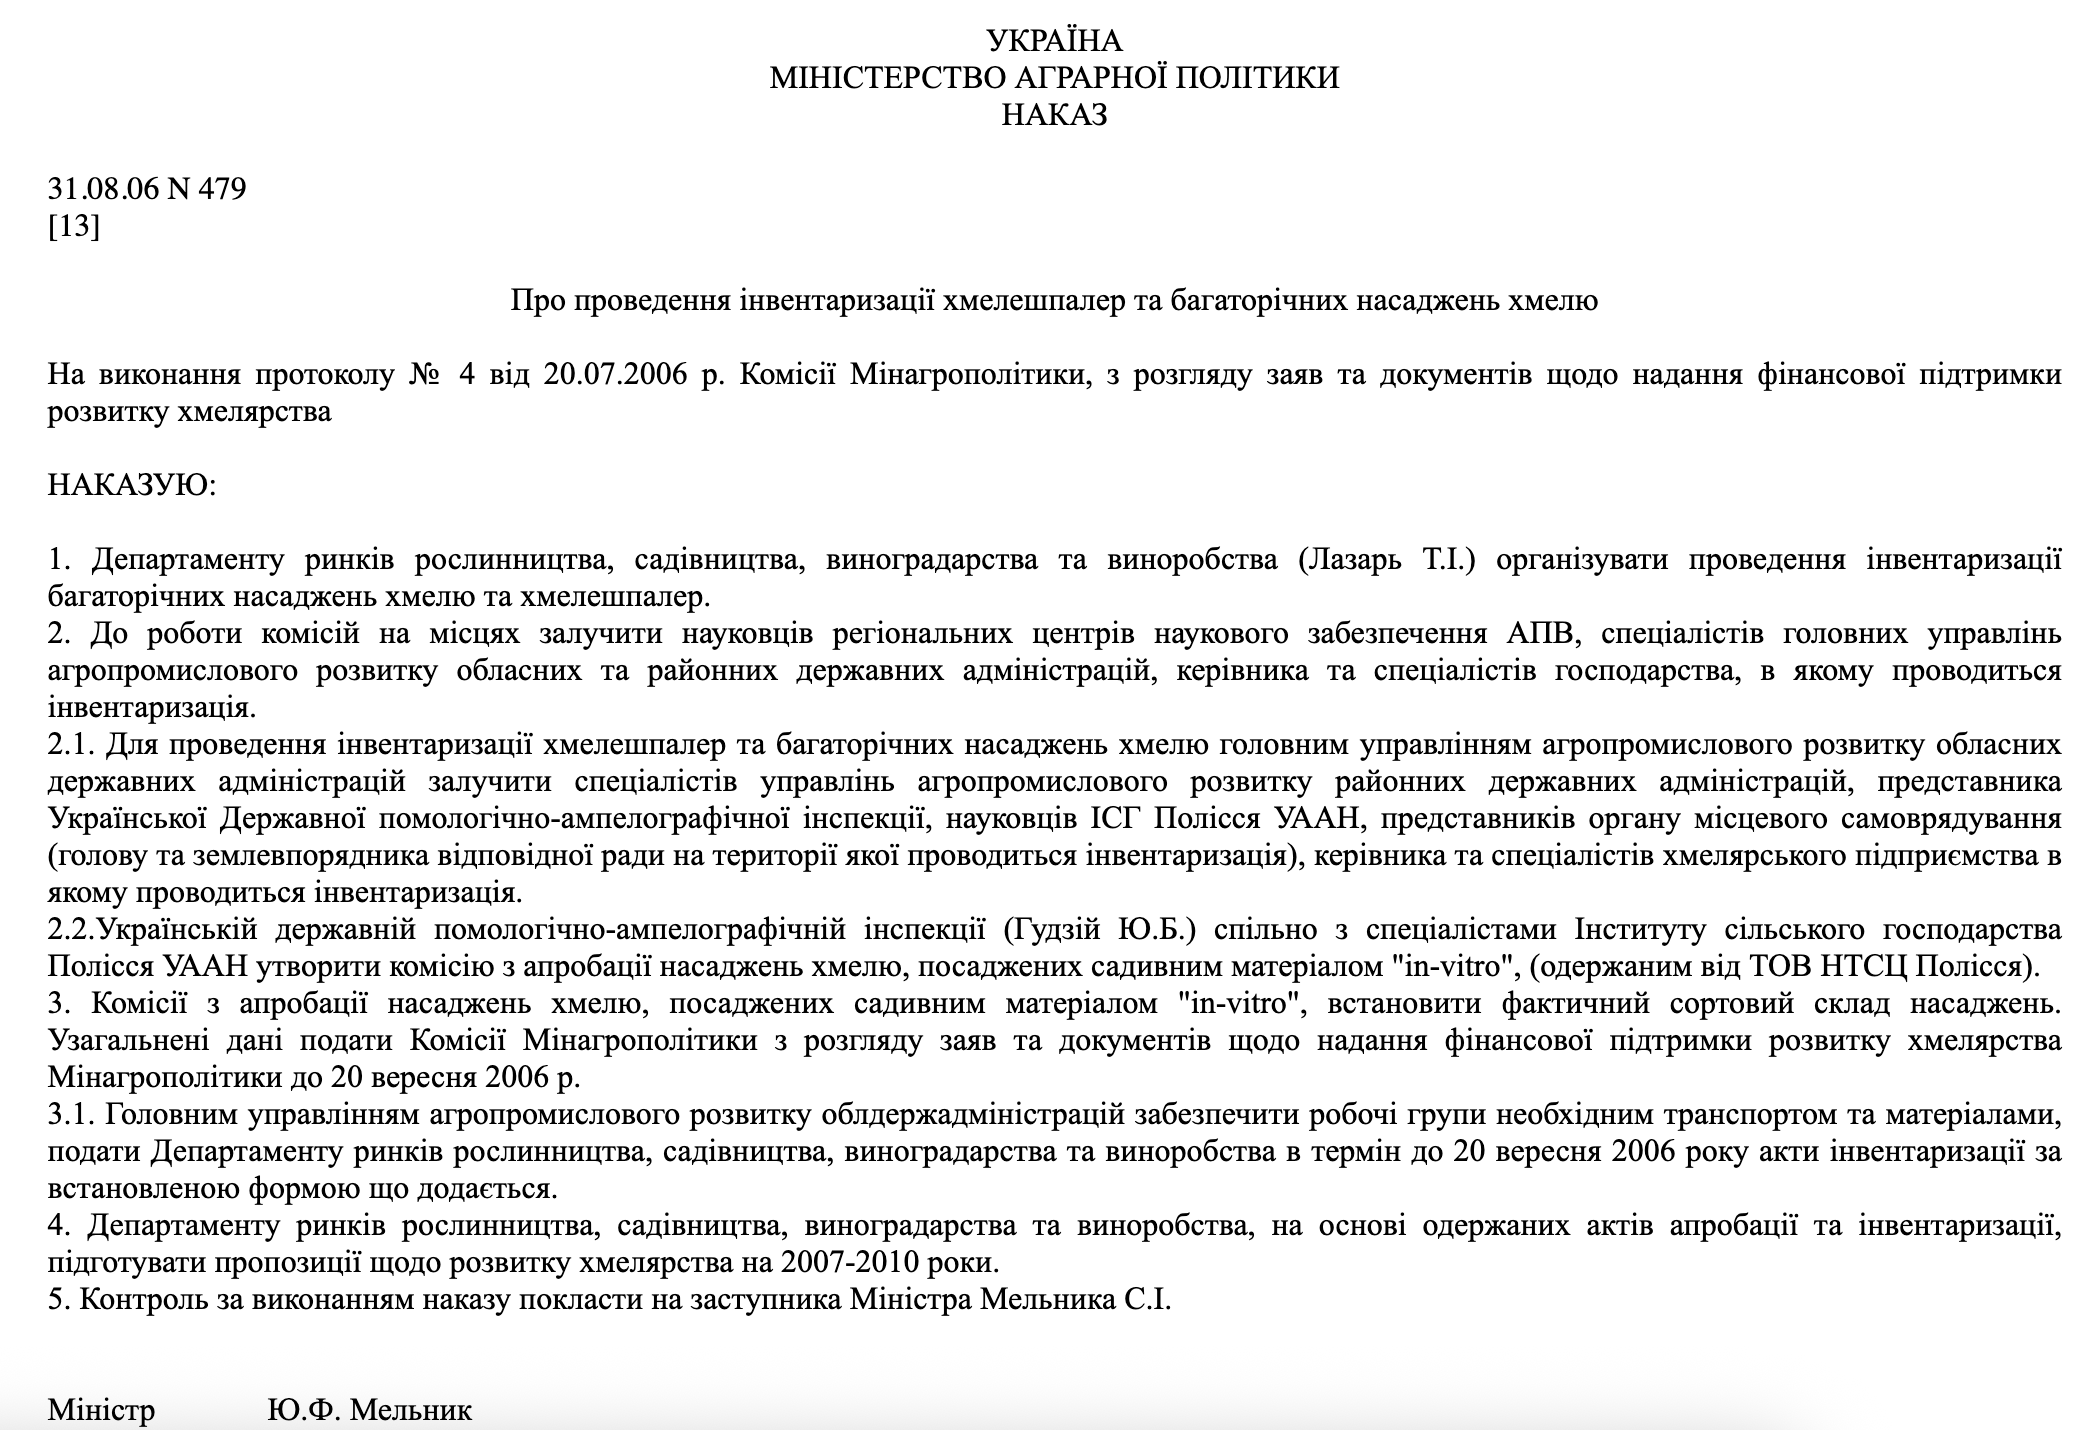 УКРАЇНА
МІНІСТЕРСТВО АГРАРНОЇ ПОЛІТИКИ
НАКАЗ
31.08.06 N 479
[13]
Про проведення інвентаризації хмелешпалер та багаторічних насаджень хмелю
На виконання протоколу № 4 від 20.07.2006 р. Комісії Мінагрополітики, з розгляду заяв та документів щодо надання фінансової підтримки
розвитку хмелярства
НАКАЗУЮ:
1. Департаменту ринків рослинництва, садівництва, виноградарства та виноробства (Лазарь Т.І.) організувати проведення інвентаризації
багаторічних насаджень хмелю та хмелешпалер.
2. До роботи комісій на місцях залучити науковців регіональних центрів наукового забезпечення АПВ, спеціалістів головних управлінь
агропромислового розвитку обласних та районних державних адміністрацій, керівника та спеціалістів господарства, в якому проводиться
інвентаризація.
2.1. Для проведення інвентаризації хмелешпалер та багаторічних насаджень хмелю головним управлінням агропромислового розвитку обласних
державних адміністрацій залучити спеціалістів управлінь агропромислового розвитку районних державних адміністрацій, представника
Української Державної помологічно-ампелографічної інспекції, науковців ІСГ Полісся УААН, представників органу місцевого самоврядування
(голову та землевпорядника відповідної ради на території якої проводиться інвентаризація), керівника та спеціалістів хмелярського підприємства в
якому проводиться інвентаризація.
2.2.Українській державній помологічно-ампелографічній інспекції (Гудзій Ю.Б.) спільно з спеціалістами Інституту сільського господарства
Полісся УААН утворити комісію з апробації насаджень хмелю, посаджених садивним матеріалом "in-vitro", (одержаним від ТОВ НТСЦ Полісся).
3. Комісії з апробації насаджень хмелю, посаджених садивним матеріалом "in-vitro", встановити фактичний сортовий склад насаджень.
Узагальнені дані подати Комісії Мінагрополітики з розгляду заяв та документів щодо надання фінансової підтримки розвитку хмелярства
Мінагрополітики до 20 вересня 2006 р.
3.1. Головним управлінням агропромислового розвитку облдержадміністрацій забезпечити робочі групи необхідним транспортом та матеріалами,
подати Департаменту ринків рослинництва, садівництва, виноградарства та виноробства в термін до 20 вересня 2006 року акти інвентаризації за
встановленою формою що додається.
4. Департаменту ринків рослинництва, садівництва, виноградарства та виноробства, на основі одержаних актів апробації та інвентаризації,
підготувати пропозиції щодо розвитку хмелярства на 2007-2010 роки.
5. Контроль за виконанням наказу покласти на заступника Міністра Мельника С.І.
Міністр Ю.Ф. Мельник